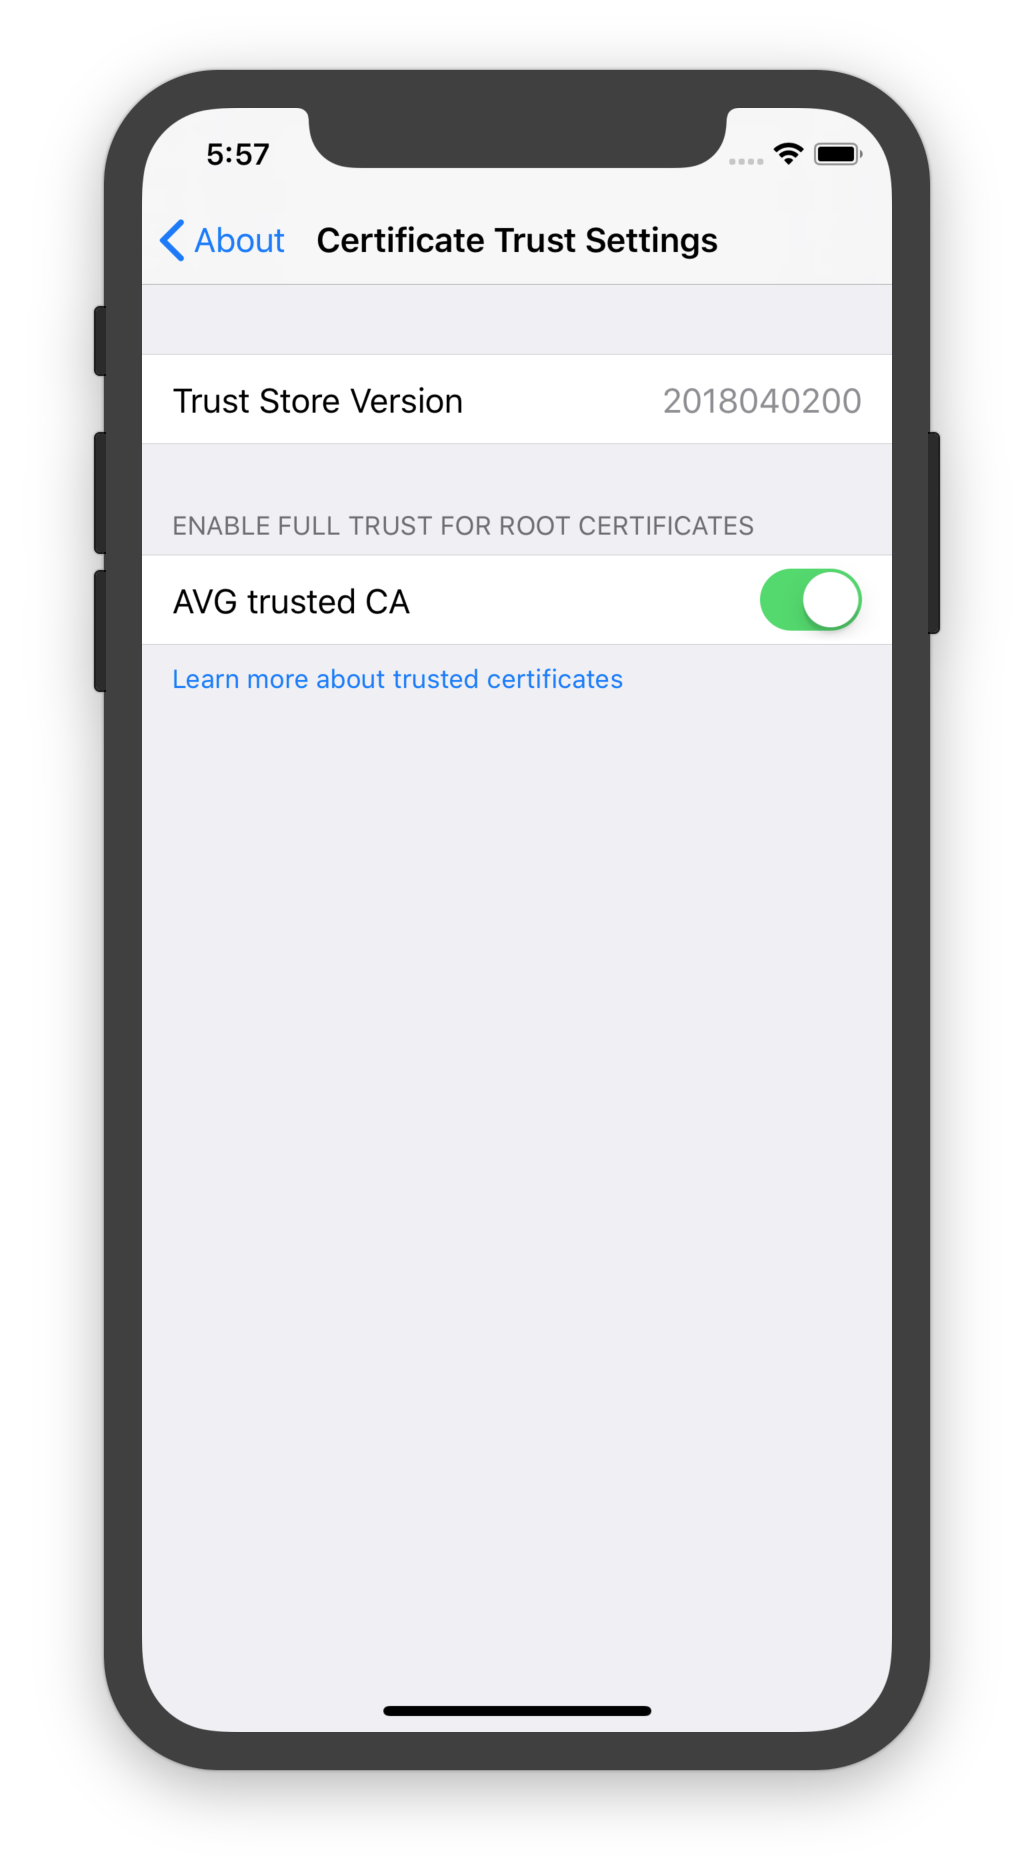 5:57
About Certificate Trust Settings
Trust Store Version 2018040200
ENABLE FULL TRUST FOR ROOT CERTIFICATES
AVG trusted CA
Learn more about trusted certificates